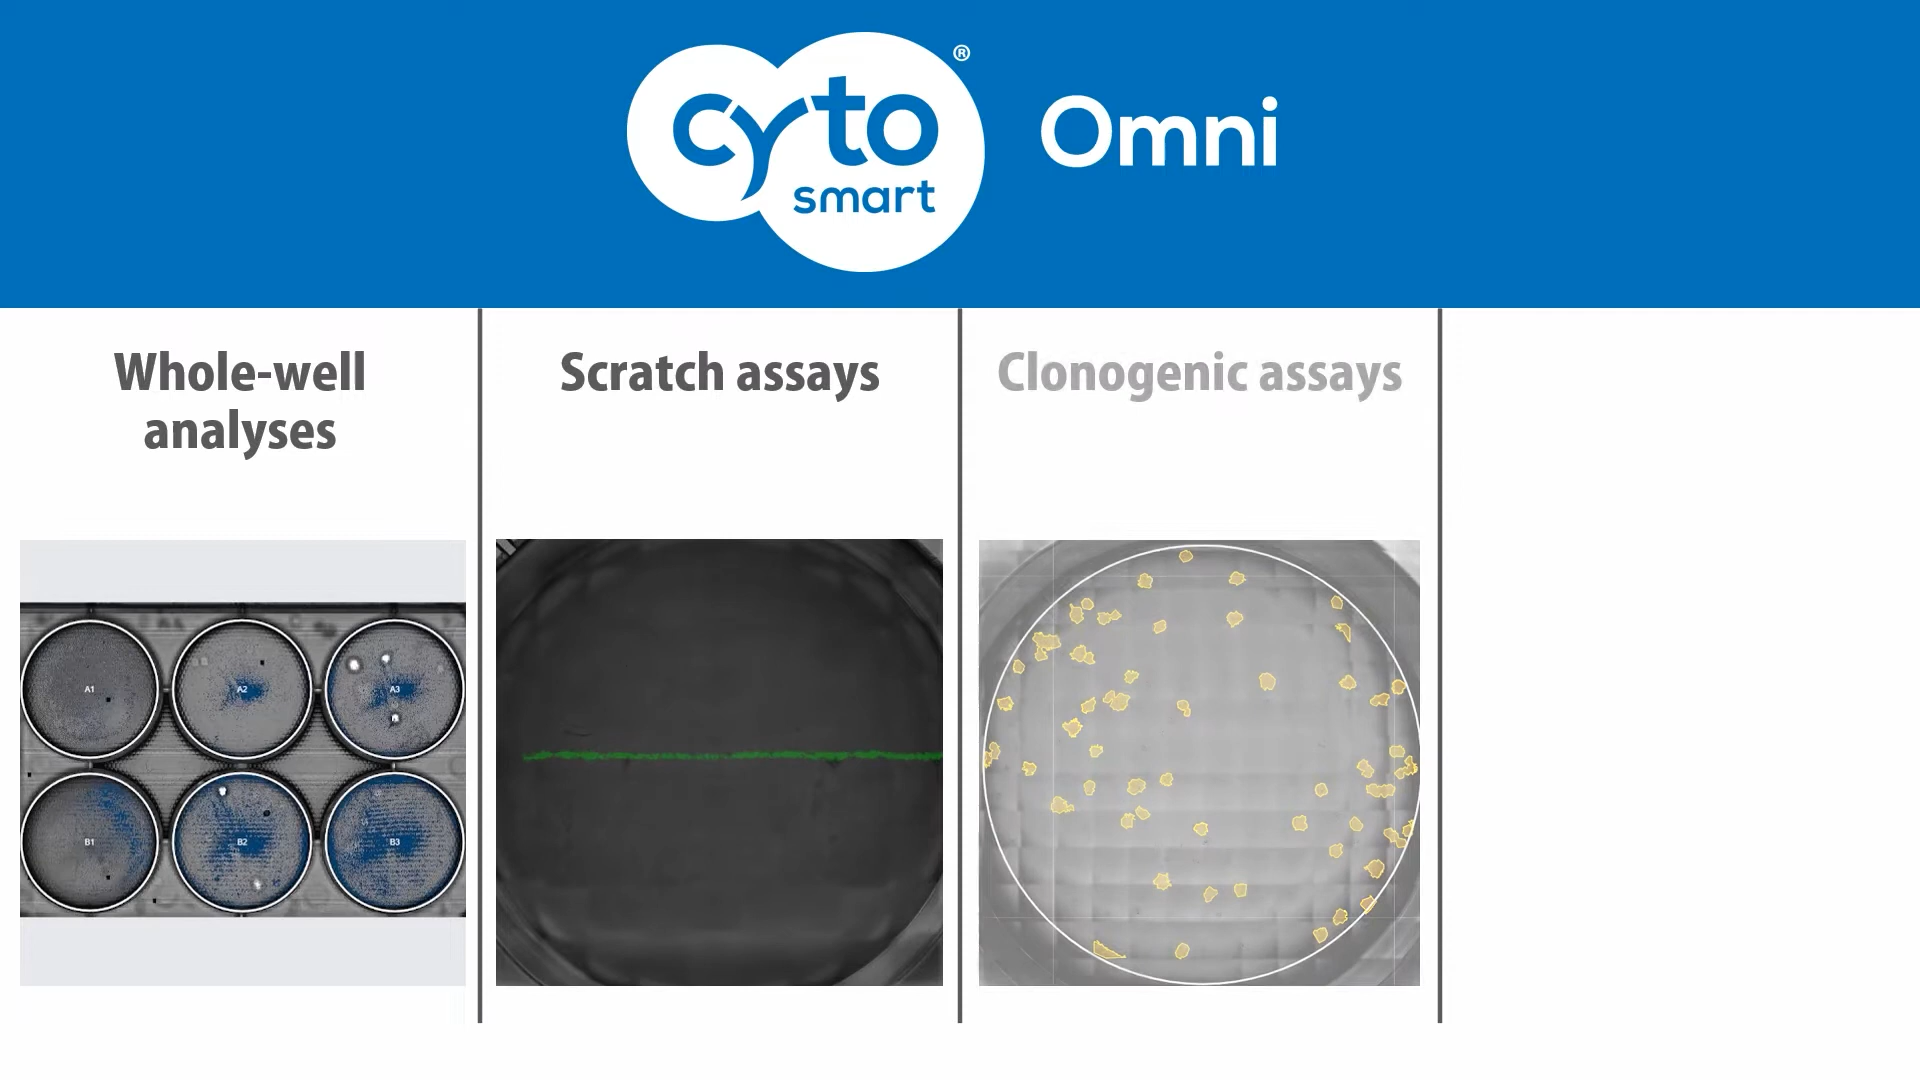 cyto
smart
®
Omni
Whole-well
analyses
Scratch assays
Clonogenic assays
A1
A2
A3
B1
B2
B3